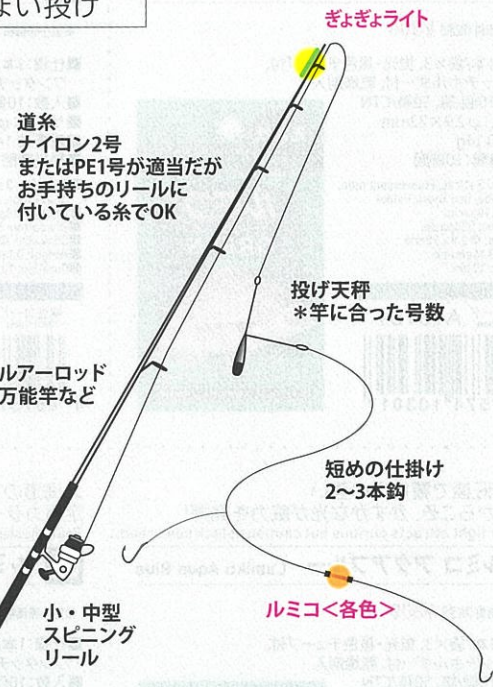 ょい投げ
ぎょぎょライト
道糸
ナイロン2号
またはPE1号が適当だが
お手持ちのリールに
付いている糸でOK
投げ天秤
＊竿に合った号数
ルアーロッド
万能竿など
短めの仕掛け
2〜3本鈎
ルミコ＜各色＞
小・中型
スピニング
リール